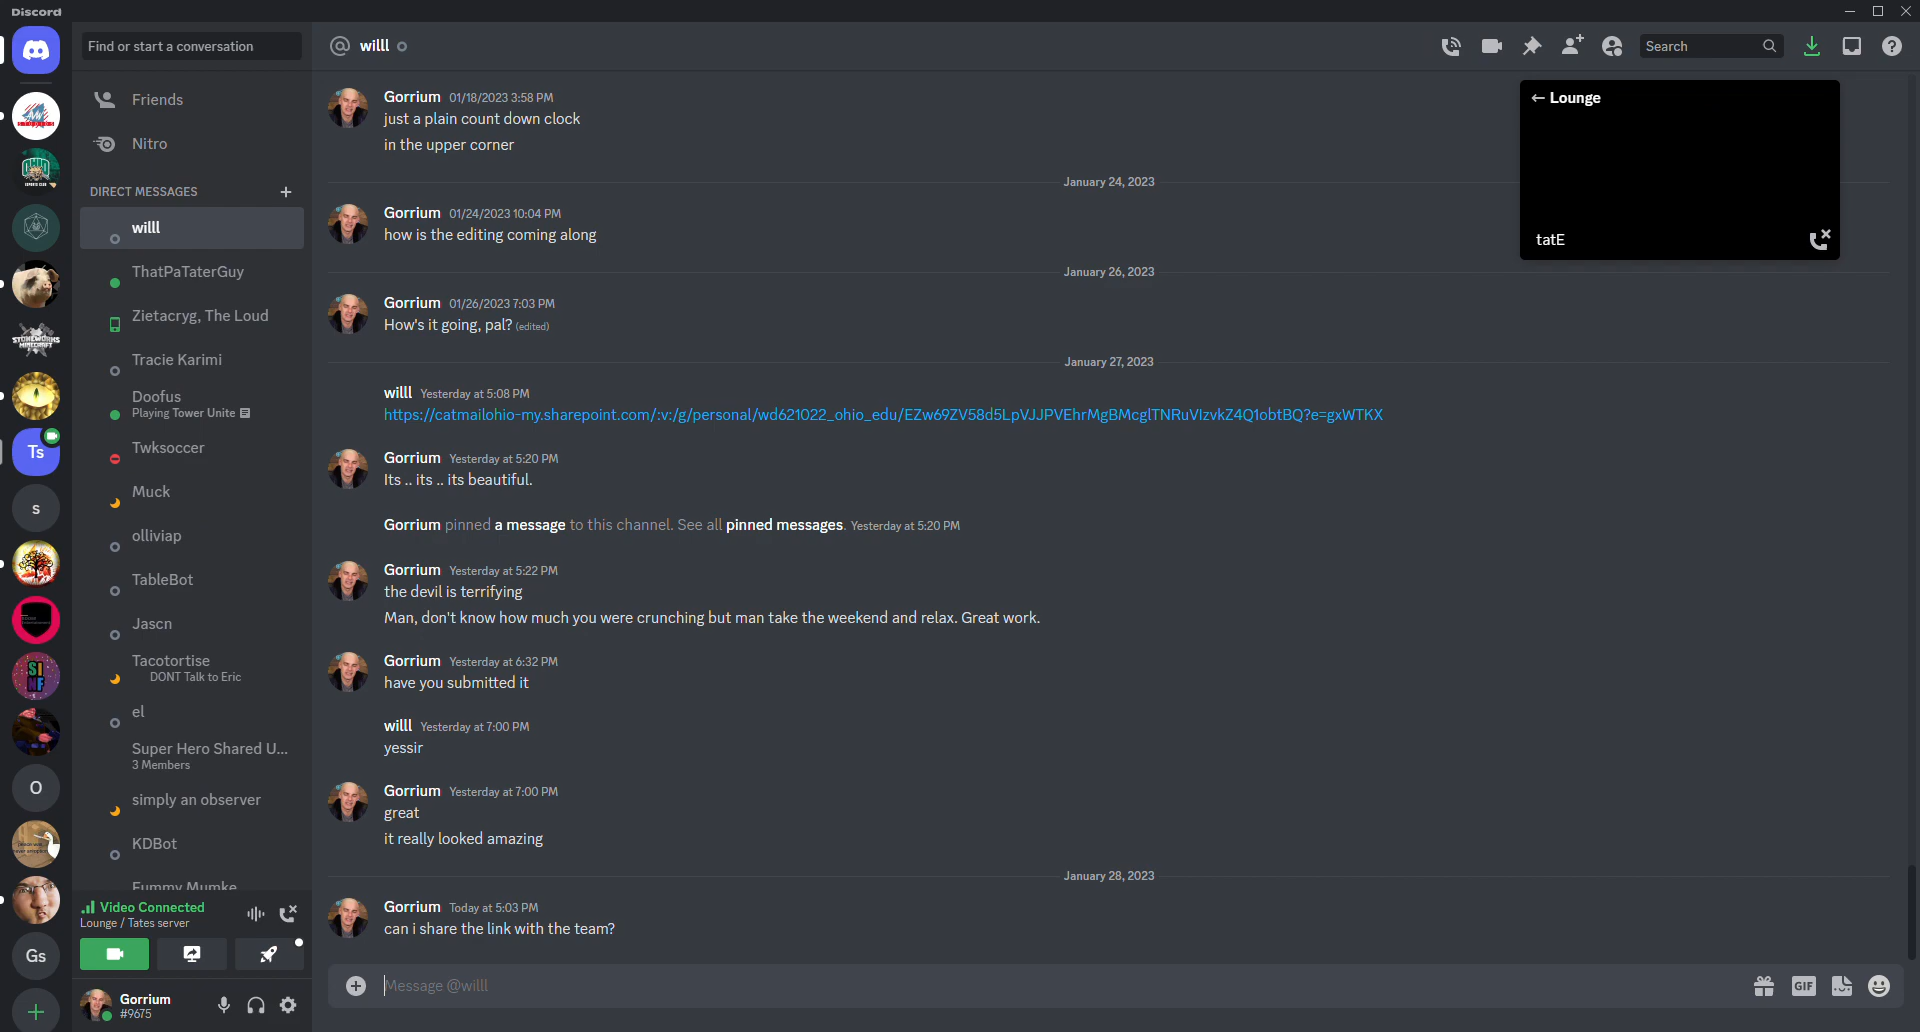 Discord
Find or start a conversation
Friends
Nitro
DIRECT MESSAGES
willl
ThatPaTaterGuy
Zietacryg, The Loud
Tracie Karimi
Doofus
Playing Tower Unite
Twksoccer
Muck
olliviap
TableBot
Jascn
Tacotortise
DONT Talk to Eric
el
Super Hero Shared U...
3 Members
simply an observer
KDBot
Fummy Mumke
Video Connected
Lounge / Tates server
Gorrium
#9675
STONEWORKS
MINECRAFT
Ts
s
SI
NF
O
Gs
willl
Search
Lounge
tatE
Gorrium 01/18/2023 3:58 PM
just a plain count down clock
in the upper corner
January 24, 2023
Gorrium 01/24/2023 10:04 PM
how is the editing coming along
January 26, 2023
Gorrium 01/26/2023 7:03 PM
How's it going, pal? (edited)
January 27, 2023
willl Yesterday at 5:08 PM
https://catmailohio-my.sharepoint.com/:v:/g/personal/wd621022_ohio_edu/EZw69ZV58d5LpVJJPVEhrMgBMcglTNRuVIzvkZ4Q1obtBQ?e=gxWTKX
Gorrium Yesterday at 5:20 PM
Its .. its .. its beautiful.
Gorrium pinned a message to this channel. See all pinned messages. Yesterday at 5:20 PM
Gorrium Yesterday at 5:22 PM
the devil is terrifying
Man, don't know how much you were crunching but man take the weekend and relax. Great work.
Gorrium Yesterday at 6:32 PM
have you submitted it
willl Yesterday at 7:00 PM
yessir
Gorrium Yesterday at 7:00 PM
great
it really looked amazing
January 28, 2023
Gorrium Today at 5:03 PM
can i share the link with the team?
Message @willl
GIF